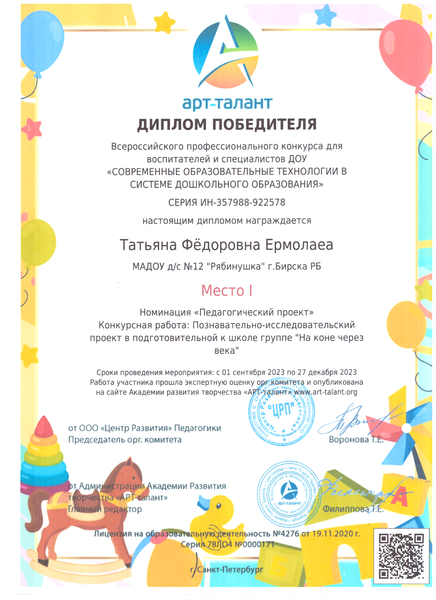 арт-талант
ДИПЛОМ ПОБЕДИТЕЛЯ
Всероссийского профессионального конкурса для
воспитателей и специалистов ДОУ
«СОВРЕМЕННЫЕ ОБРАЗОВАТЕЛЬНЫЕ ТЕХНОЛОГИИ В
СИСТЕМЕ ДОШКОЛЬНОГО ОБРАЗОВАНИЯ»
СЕРИЯ ИН-357988-922578
настоящим дипломом награждается
Татьяна Фёдоровна Ермолаеа
МАДОУ д/с №12 "Рябинушка" г.Бирска РБ
Место I
Номинация «Педагогический проект»
Конкурсная работа: Познавательно-исследовательский
проект в подготовительной к школе группе "На коне через
века"
Сроки проведения мероприятия: с 01 сентября 2023 по 27 декабря 2023
Работа участника прошла экспертную оценку орг.комитета и опубликована
на сайте Академии развития творчества «АРТ-талант» www.art-talant.org
"ЦРП"
от ООО «Центр Развития» Педагогики
Председатель орг. комитета
Воронова Т.Е.
от Администрации Академии Развития
творчества «АРТ-талант»
Главный редактор
АРТ-ТАЛАНТ
Филиппова Т.Е.
Лицензия на образовательную деятельность №4276 от 19.11.2020 г.
Серия 78ЛО4 №0000171
г. Санкт-Петербург